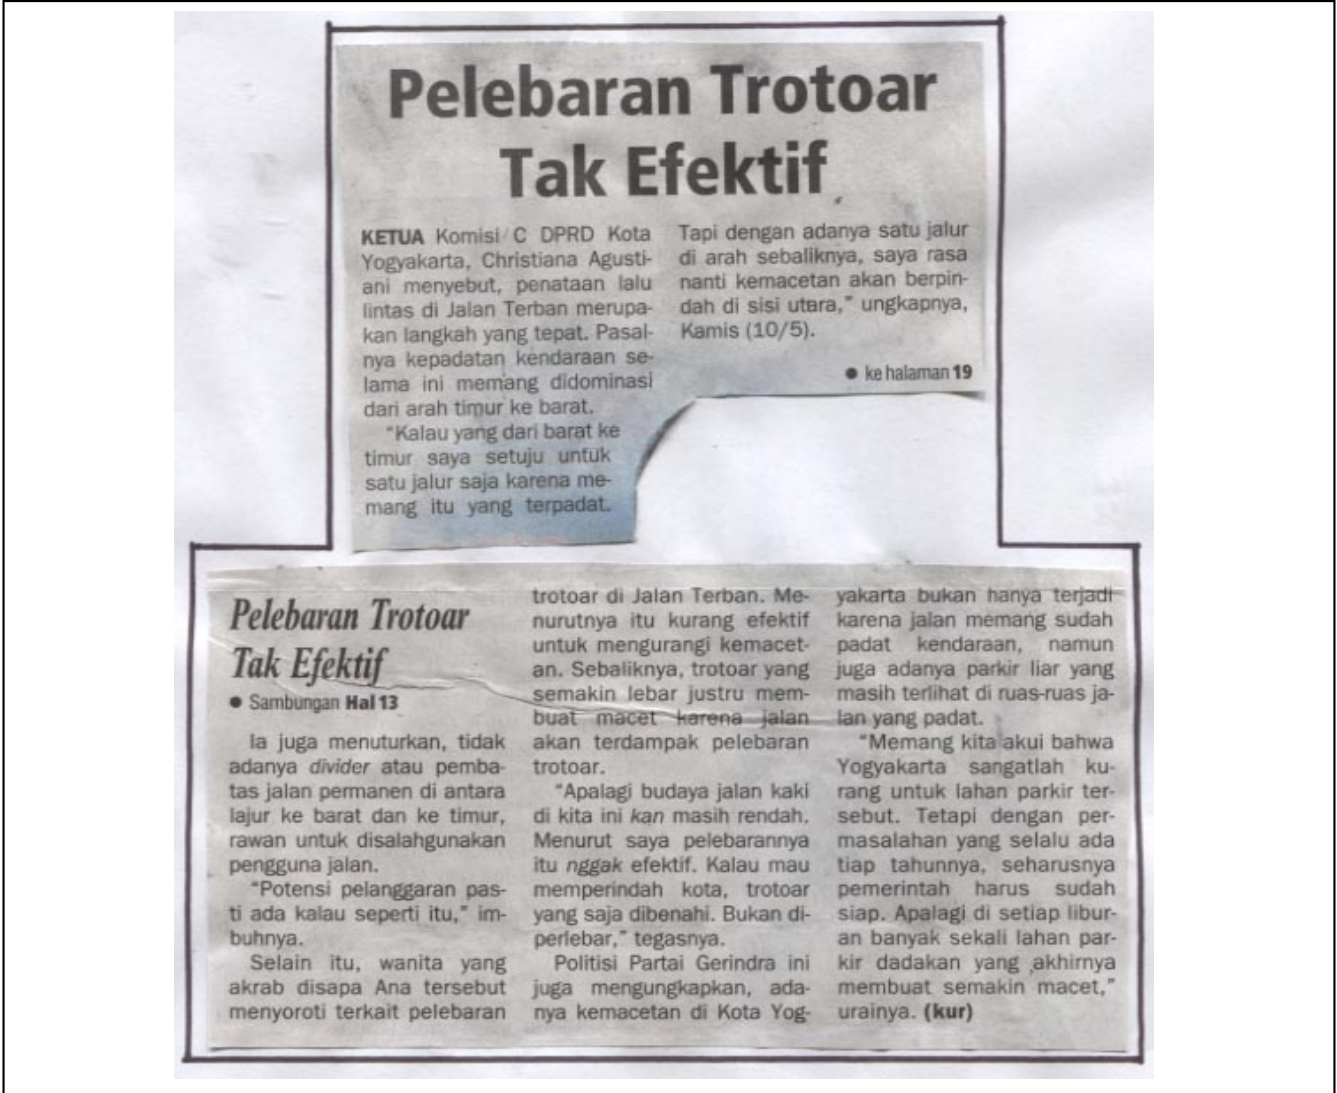 Pelebaran Trotoar
Tak Efektif
KETUA Komisi C DPRD Kota
Yogyakarta, Christiana Agusti-
ani menyebut, penataan lalu
lintas di Jalan Terban merupa-
kan langkah yang tepat. Pasal-
nya kepadatan kendaraan se-
lama ini memang didominasi
dari arah timur ke barat.
"Kalau yang dari barat ke
timur saya setuju untuk
satu jalur saja karena me-
mang itu yang terpadat.
Tapi dengan adanya satu jalur
di arah sebaliknya, saya rasa
nanti kemacetan akan berpin-
dah di sisi utara," ungkapnya,
Kamis (10/5).
● ke halaman 19
Pelebaran Trotoar
Tak Efektif
● Sambungan Hal 13
Ia juga menuturkan, tidak
adanya divider atau pemba-
tas jalan permanen di antara
lajur ke barat dan ke timur,
rawan untuk disalahgunakan
pengguna jalan.
"Potensi pelanggaran pas-
ti ada kalau seperti itu," im-
buhnya.
Selain itu, wanita yang
akrab disapa Ana tersebut
menyoroti terkait pelebaran
trotoar di Jalan Terban. Me-
nurutnya itu kurang efektif
untuk mengurangi kemacet-
an. Sebaliknya, trotoar yang
semakin lebar justru mem-
buat macet karena jalan
akan terdampak pelebaran
trotoar.
"Apalagi budaya jalan kaki
di kita ini kan masih rendah.
Menurut saya pelebarannya
itu nggak efektif. Kalau mau
memperindah kota, trotoar
yang saja dibenahi. Bukan di-
perlebar," tegasnya.
Politisi Partai Gerindra ini
juga mengungkapkan, ada-
nya kemacetan di Kota Yog-
yakarta bukan hanya terjadi
karena jalan memang sudah
padat kendaraan, namun
juga adanya parkir liar yang
masih terlihat di ruas-ruas ja-
lan yang padat.
"Memang kita akui bahwa
Yogyakarta sangatlah ku-
rang untuk lahan parkir ter-
sebut. Tetapi dengan per-
masalahan yang selalu ada
tiap tahunnya, seharusnya
pemerintah harus sudah
siap. Apalagi di setiap libur-
an banyak sekali lahan par-
kir dadakan yang akhirnya
membuat semakin macet,"
urainya. (kur)